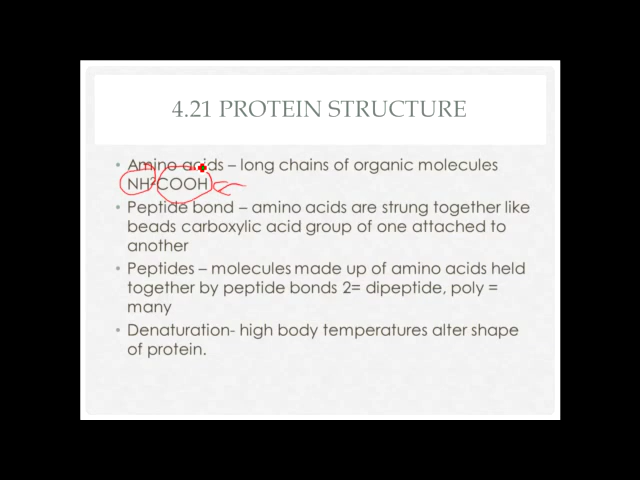 4.21 PROTEIN STRUCTURE
• Amino acids – long chains of organic molecules
NH²COOH
• Peptide bond – amino acids are strung together like
beads carboxylic acid group of one attached to
another
• Peptides – molecules made up of amino acids held
together by peptide bonds 2= dipeptide, poly =
many
• Denaturation- high body temperatures alter shape
of protein.